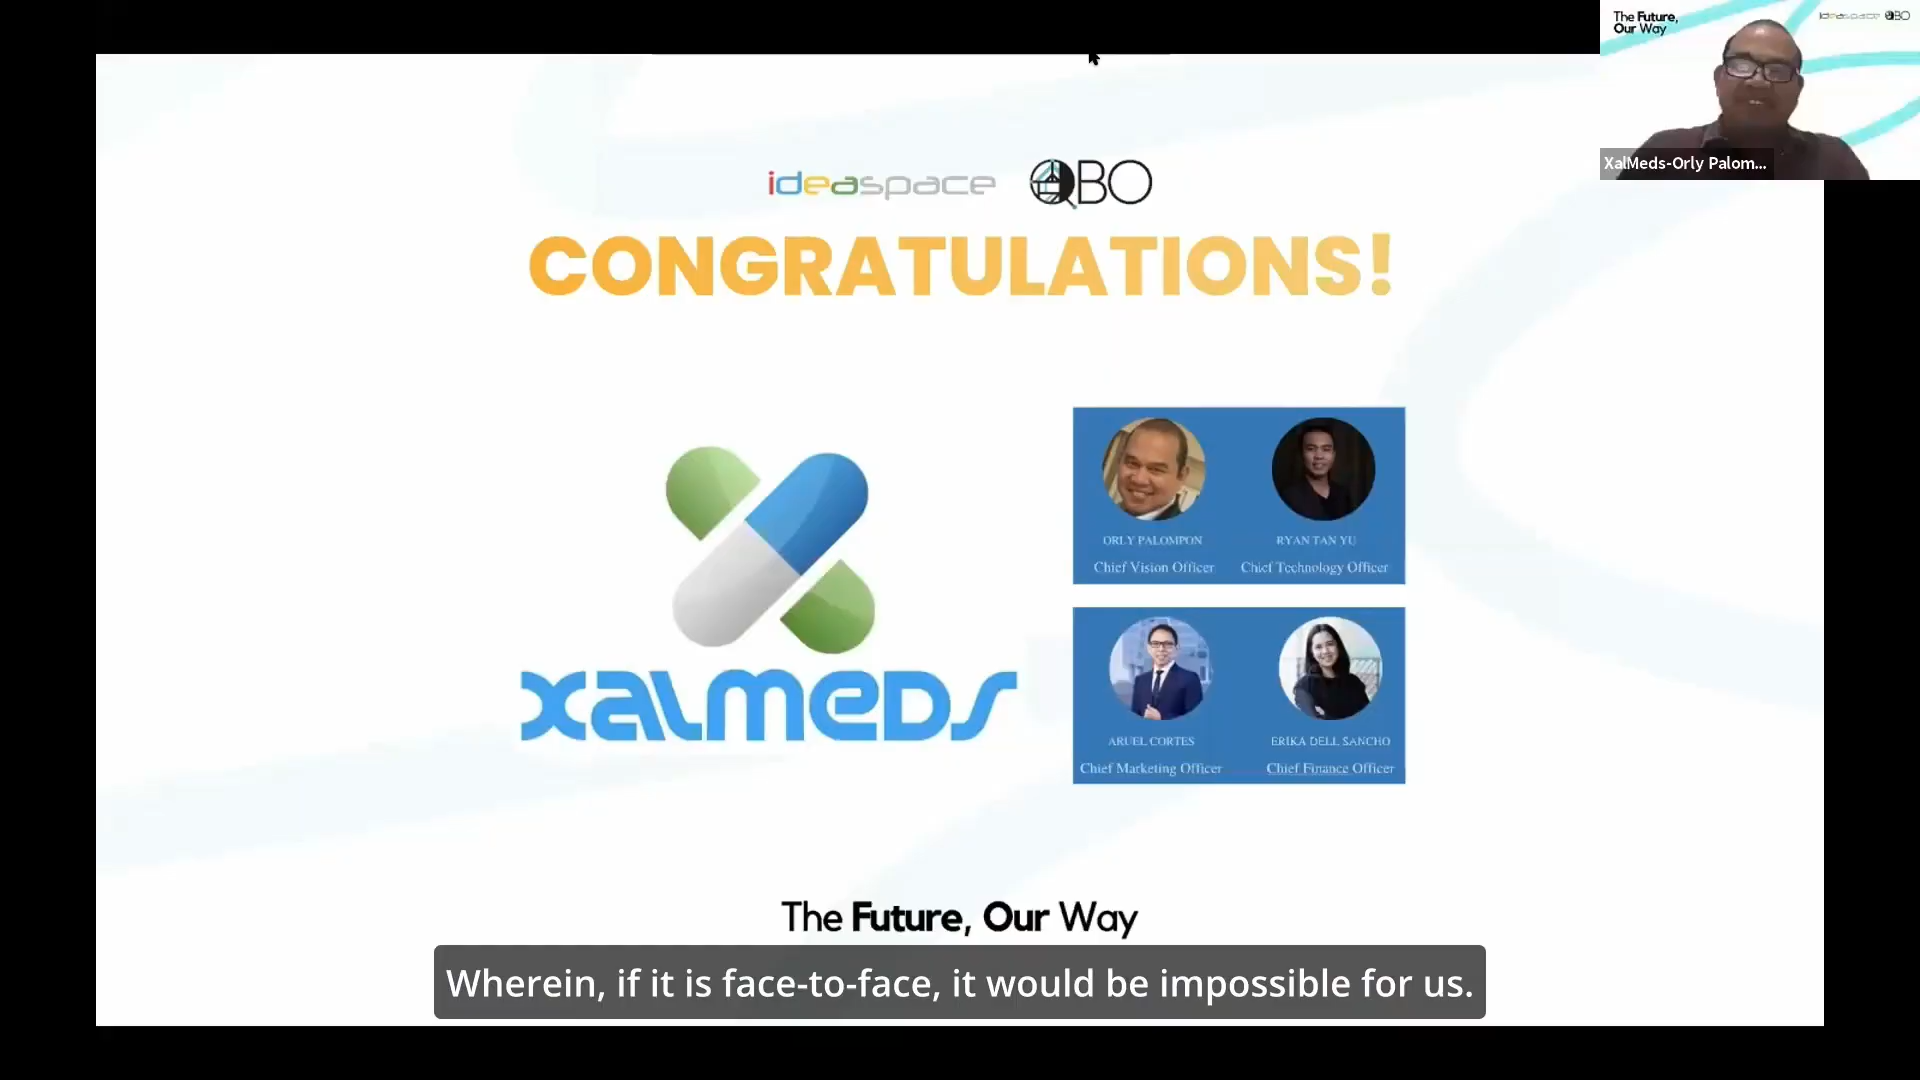 The Future,
Our Way
ideaspace QBO
XalMeds-Orly Palom...
ideaspace QBO
CONGRATULATIONS!
ORLY PALOMPON
Chief Vision Officer
RYAN TAN YU
Chief Technology Officer
xalmeds
ARUEL CORTES
Chief Marketing Officer
ERIKA DELL SANCHO
Chief Finance Officer
The Future, Our Way
Wherein, if it is face-to-face, it would be impossible for us.